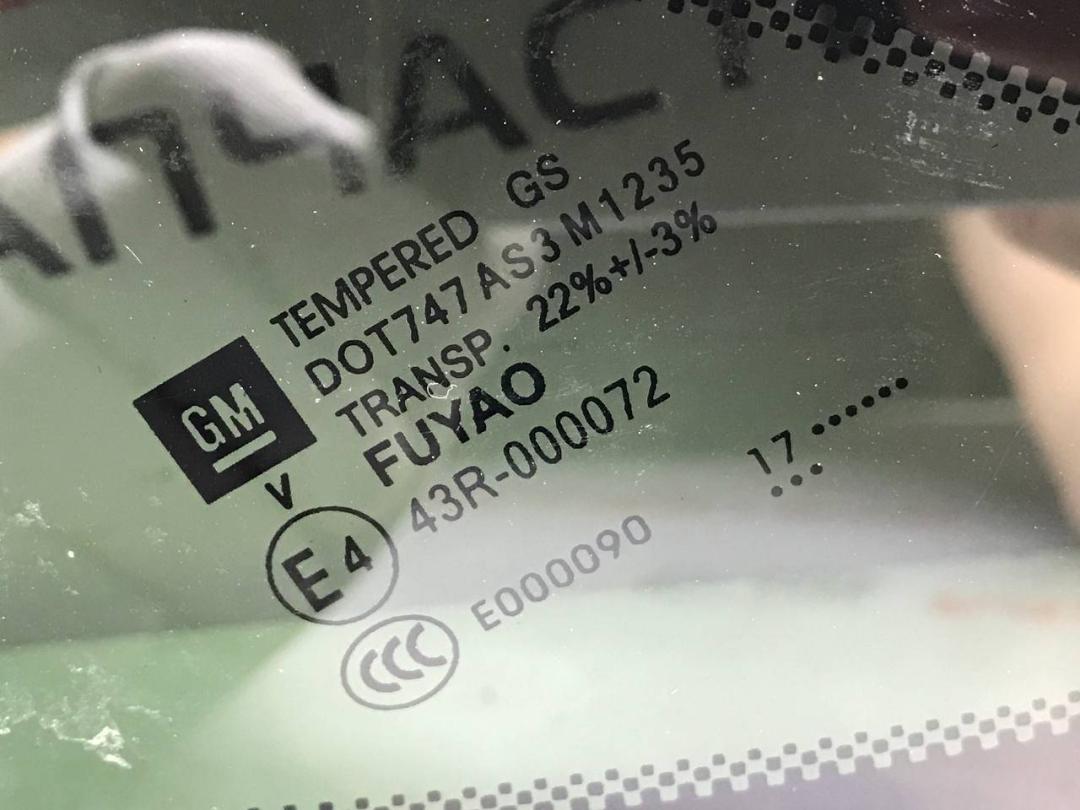 TEMPERED GS
DOT747 AS3 M1235
TRANSP. 22%+/-3%
FUYAO
GM
V
E4 43R-000072
CCC E000090
17